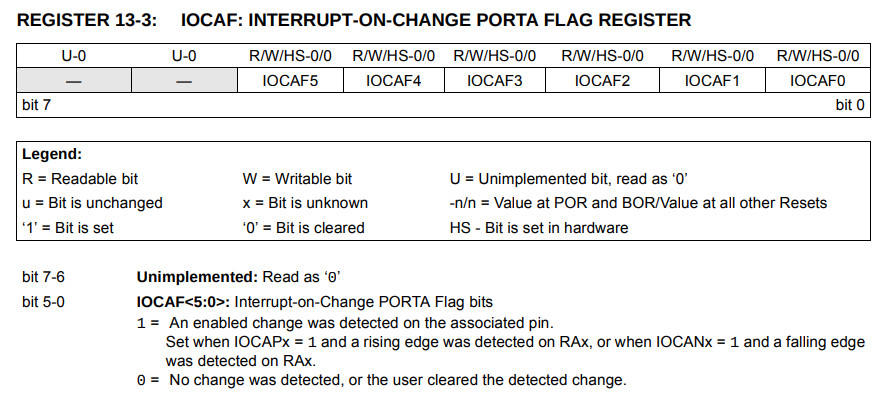 REGISTER 13-3: IOCAF: INTERRUPT-ON-CHANGE PORTA FLAG REGISTER
U-0 U-0 R/W/HS-0/0 R/W/HS-0/0 R/W/HS-0/0 R/W/HS-0/0 R/W/HS-0/0 R/W/HS-0/0
— — IOCAF5 IOCAF4 IOCAF3 IOCAF2 IOCAF1 IOCAF0
bit 7 bit 0
Legend:
R = Readable bit W = Writable bit U = Unimplemented bit, read as ‘0’
u = Bit is unchanged x = Bit is unknown -n/n = Value at POR and BOR/Value at all other Resets
‘1’ = Bit is set ‘0’ = Bit is cleared HS - Bit is set in hardware
bit 7-6 Unimplemented: Read as ‘0’
bit 5-0 IOCAF<5:0>: Interrupt-on-Change PORTA Flag bits
1 = An enabled change was detected on the associated pin.
Set when IOCAPx = 1 and a rising edge was detected on RAx, or when IOCANx = 1 and a falling edge
was detected on RAx.
0 = No change was detected, or the user cleared the detected change.